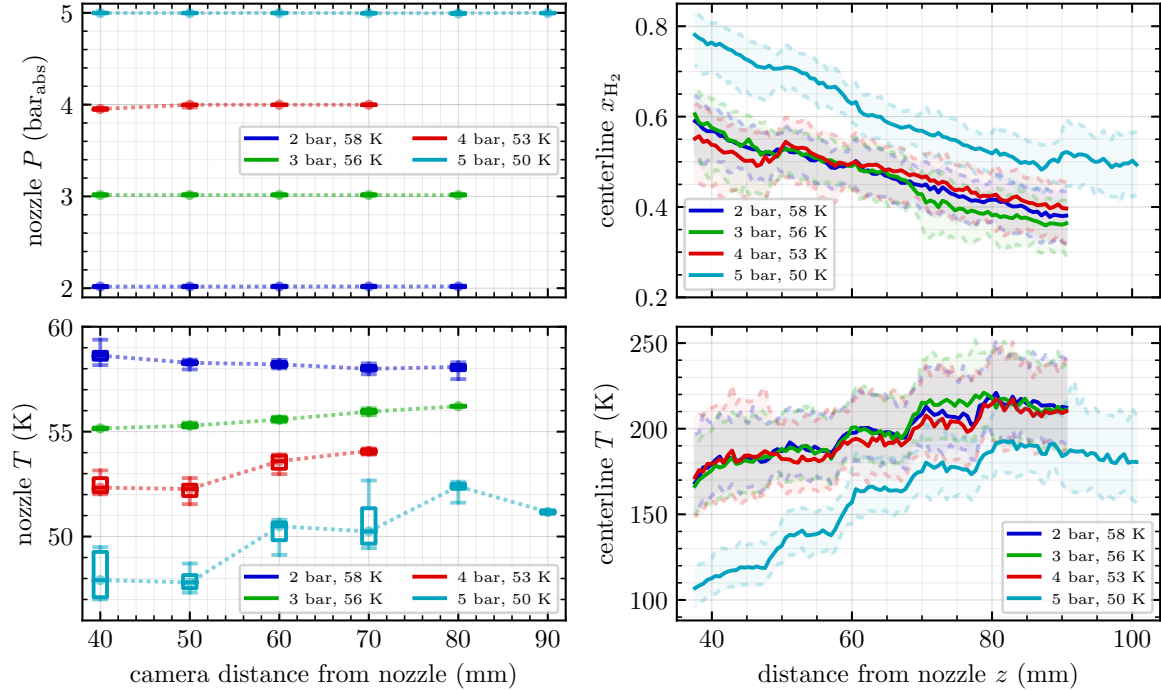 5
4
3
2
nozzle P (bar_abs)
2 bar, 58 K
4 bar, 53 K
3 bar, 56 K
5 bar, 50 K
0.8
0.6
0.4
0.2
centerline x_H₂
2 bar, 58 K
3 bar, 56 K
4 bar, 53 K
5 bar, 50 K
60
55
50
nozzle T (K)
2 bar, 58 K
4 bar, 53 K
3 bar, 56 K
5 bar, 50 K
40 50 60 70 80 90
camera distance from nozzle (mm)
250
200
150
100
centerline T (K)
2 bar, 58 K
3 bar, 56 K
4 bar, 53 K
5 bar, 50 K
40 60 80 100
distance from nozzle z (mm)